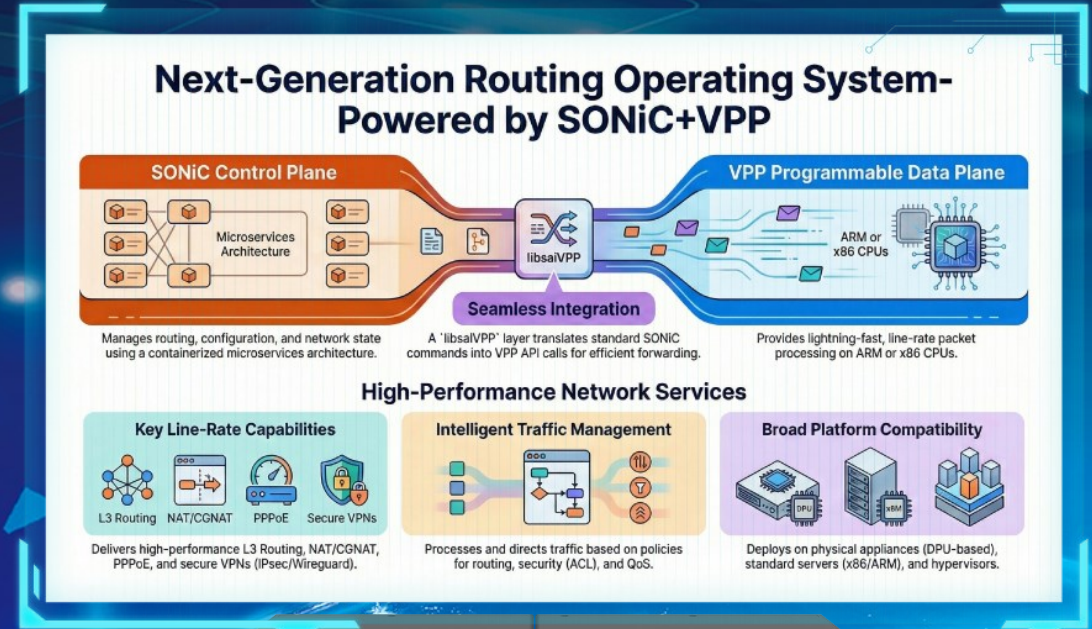 Next-Generation Routing Operating System-
Powered by SONiC+VPP
SONiC Control Plane
VPP Programmable Data Plane
Microservices
Architecture
libsaiVPP
ARM or
x86 CPUs
Seamless Integration
Manages routing, configuration, and network state
using a containerized microservices architecture.
A `libsaIVPP` layer translates standard SONiC
commands into VPP API calls for efficient forwarding.
Provides lightning-fast, line-rate packet
processing on ARM or x86 CPUs.
High-Performance Network Services
Key Line-Rate Capabilities
L3 Routing
NAT/CGNAT
PPPoE
Secure VPNs
Delivers high-performance L3 Routing, NAT/CGNAT,
PPPoE, and secure VPNs (IPsec/Wireguard).
Intelligent Traffic Management
Processes and directs traffic based on policies
for routing, security (ACL), and QoS.
Broad Platform Compatibility
DPU
x8M
Deploys on physical appliances (DPU-based),
standard servers (x86/ARM), and hypervisors.